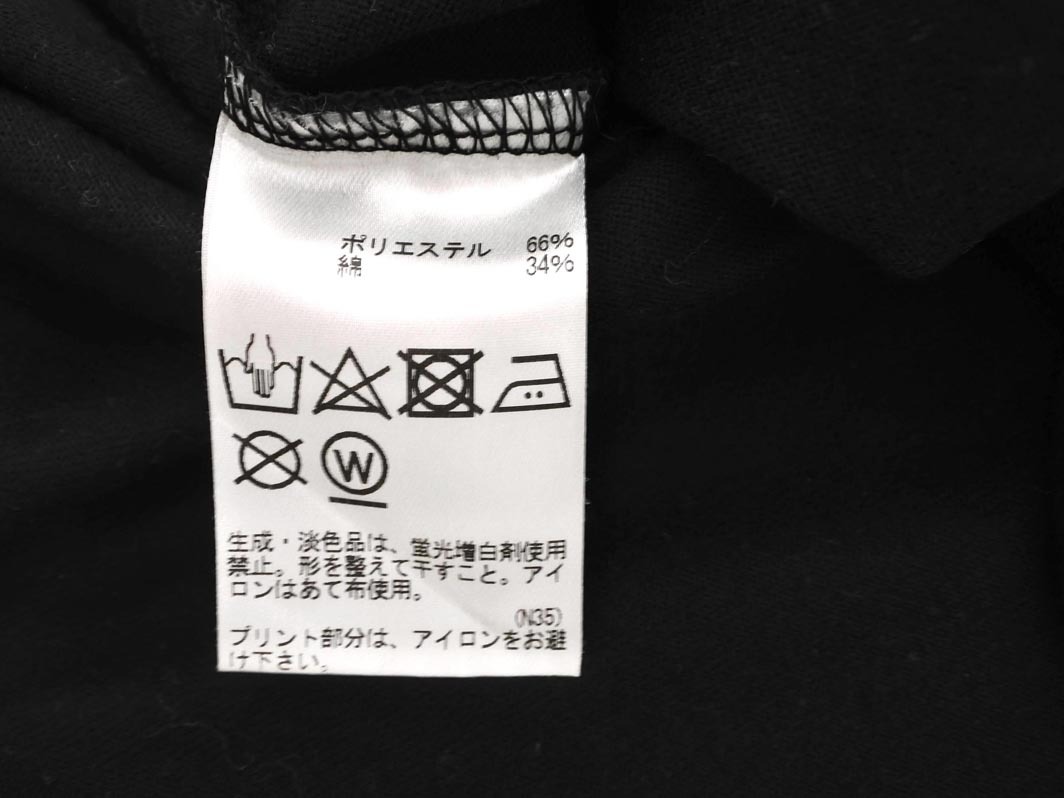 ポリエステル 66%
綿 34%
W
生成・淡色品は、蛍光増白剤使用
禁止。形を整えて干すこと。アイ
ロンはあて布使用。
(N35)
プリント部分は、アイロンをお避
け下さい。